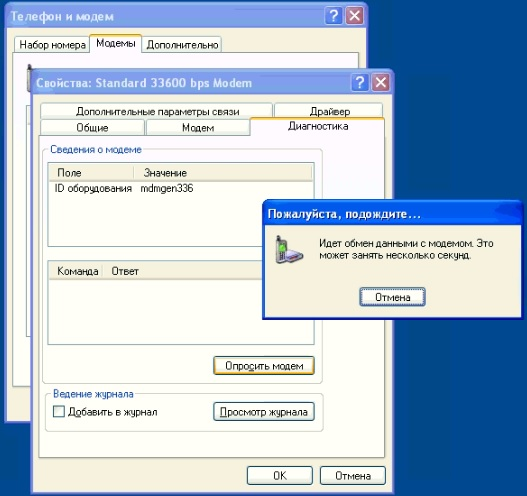 Телефон и модем
Набор номера Модемы Дополнительно
Свойства: Standard 33600 bps Modem
Дополнительные параметры связи Драйвер
Общие Модем Диагностика
Сведения о модеме
Поле Значение
ID оборудования mdmgen336
Пожалуйста, подождите...
Идет обмен данными с модемом. Это
может занять несколько секунд.
Отмена
Команда Ответ
Опросить модем
Ведение журнала
Добавить в журнал Просмотр журнала
OK Отмена